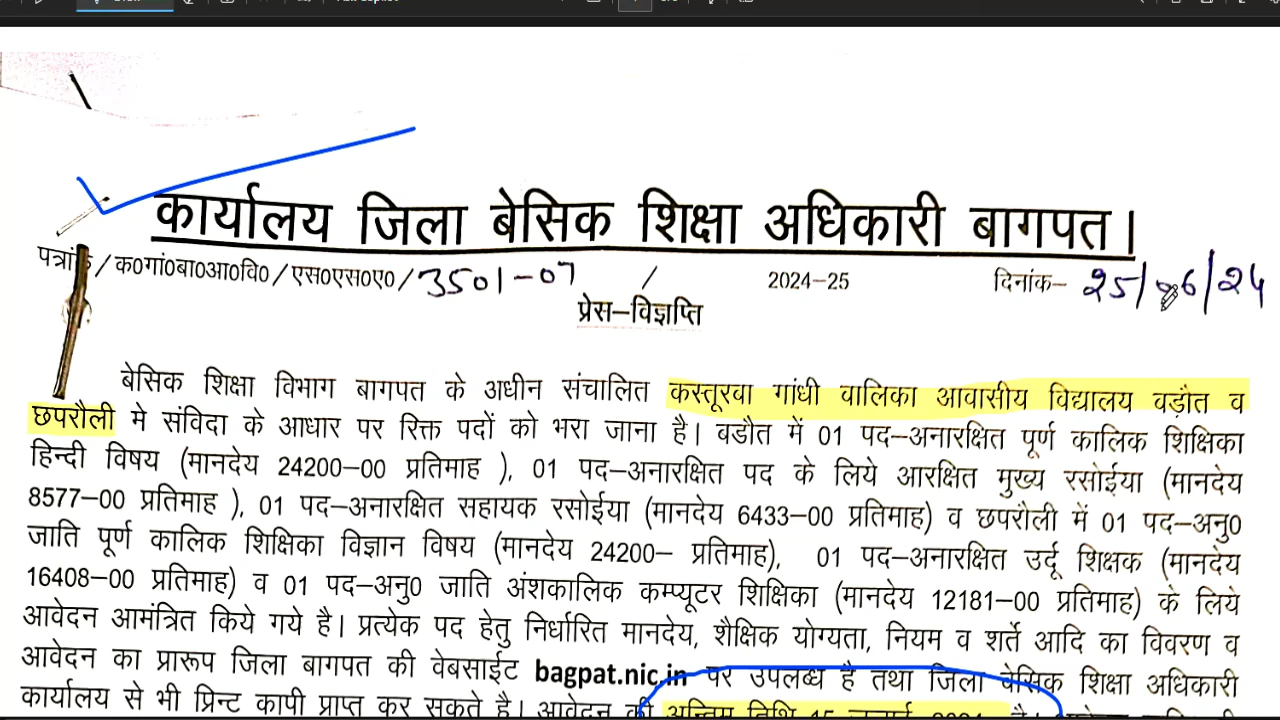 कार्यालय जिला बेसिक शिक्षा अधिकारी बागपत।
पत्रांक/क0गां0बा0आ0वि0/एस0एस0ए0/3501-07 / 2024-25 दिनांक- 25/06/24
प्रेस-विज्ञप्ति
बेसिक शिक्षा विभाग बागपत के अधीन संचालित कस्तूरबा गांधी वालिका आवासीय विद्यालय वड़ौत व
छपरौली मे संविदा के आधार पर रिक्त पदों को भरा जाना है। बडौत में 01 पद-अनारक्षित पूर्ण कालिक शिक्षिका
हिन्दी विषय (मानदेय 24200-00 प्रतिमाह ), 01 पद-अनारक्षित पद के लिये आरक्षित मुख्य रसोईया (मानदेय
8577-00 प्रतिमाह ), 01 पद-अनारक्षित सहायक रसोईया (मानदेय 6433-00 प्रतिमाह) व छपरौली में 01 पद-अनु0
जाति पूर्ण कालिक शिक्षिका विज्ञान विषय (मानदेय 24200- प्रतिमाह), 01 पद-अनारक्षित उर्दू शिक्षक (मानदेय
16408-00 प्रतिमाह) व 01 पद-अनु0 जाति अंशकालिक कम्प्यूटर शिक्षिका (मानदेय 12181-00 प्रतिमाह) के लिये
आवेदन आमंत्रित किये गये है। प्रत्येक पद हेतु निर्धारित मानदेय, शैक्षिक योग्यता, नियम व शर्ते आदि का विवरण व
आवेदन का प्रारूप जिला बागपत की वेबसाईट bagpat.nic.in पर उपलब्ध है तथा जिला बेसिक शिक्षा अधिकारी
कार्यालय से भी प्रिन्ट कापी प्राप्त कर सकते है। आवेदन की अन्तिम तिथि 15 जुलाई 2024 है।